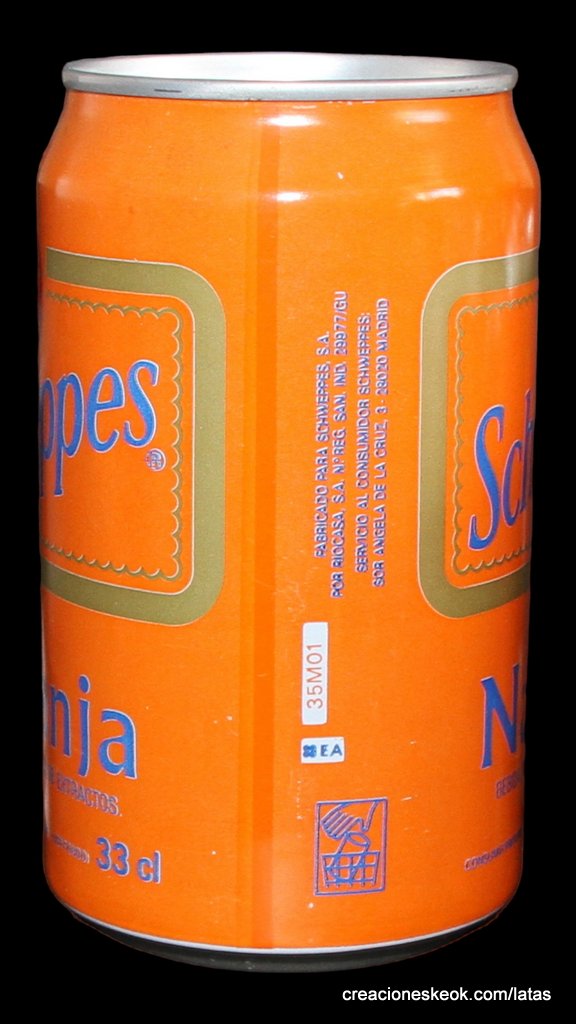 ppes
FABRICADO PARA SCHWEPPES, S.A.
POR RIOCASA, S.A. Nº REG. SAN. IND. 29977/GU
SERVICIO AL CONSUMIDOR SCHWEPPES:
SOR ANGELA DE LA CRUZ, 3 - 28020 MADRID
Sch
35M01
EA
nja
EXTRACTOS.
33 cl
N
creacioneskeok.com/latas